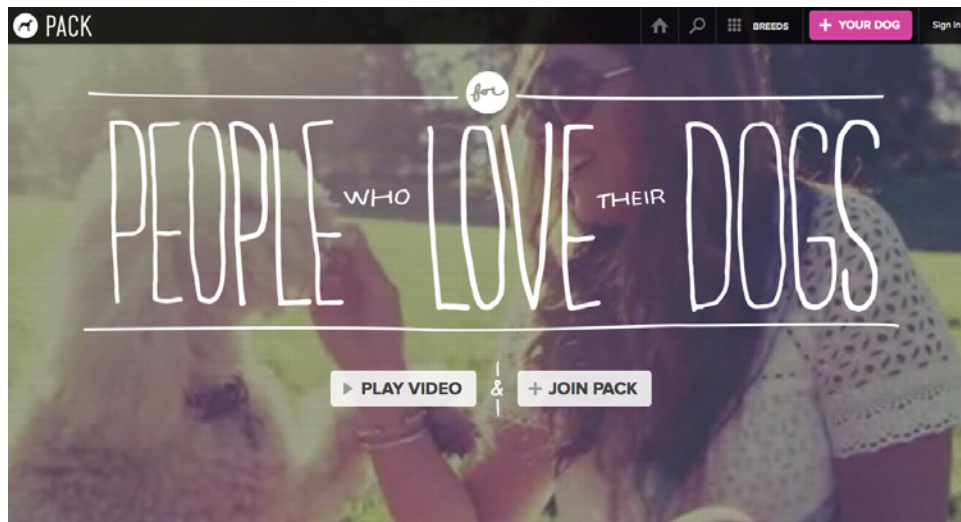 PACK
BREEDS
+ YOUR DOG
Sign in
for
PEOPLE WHO LOVE THEIR DOGS
PLAY VIDEO
&
+ JOIN PACK